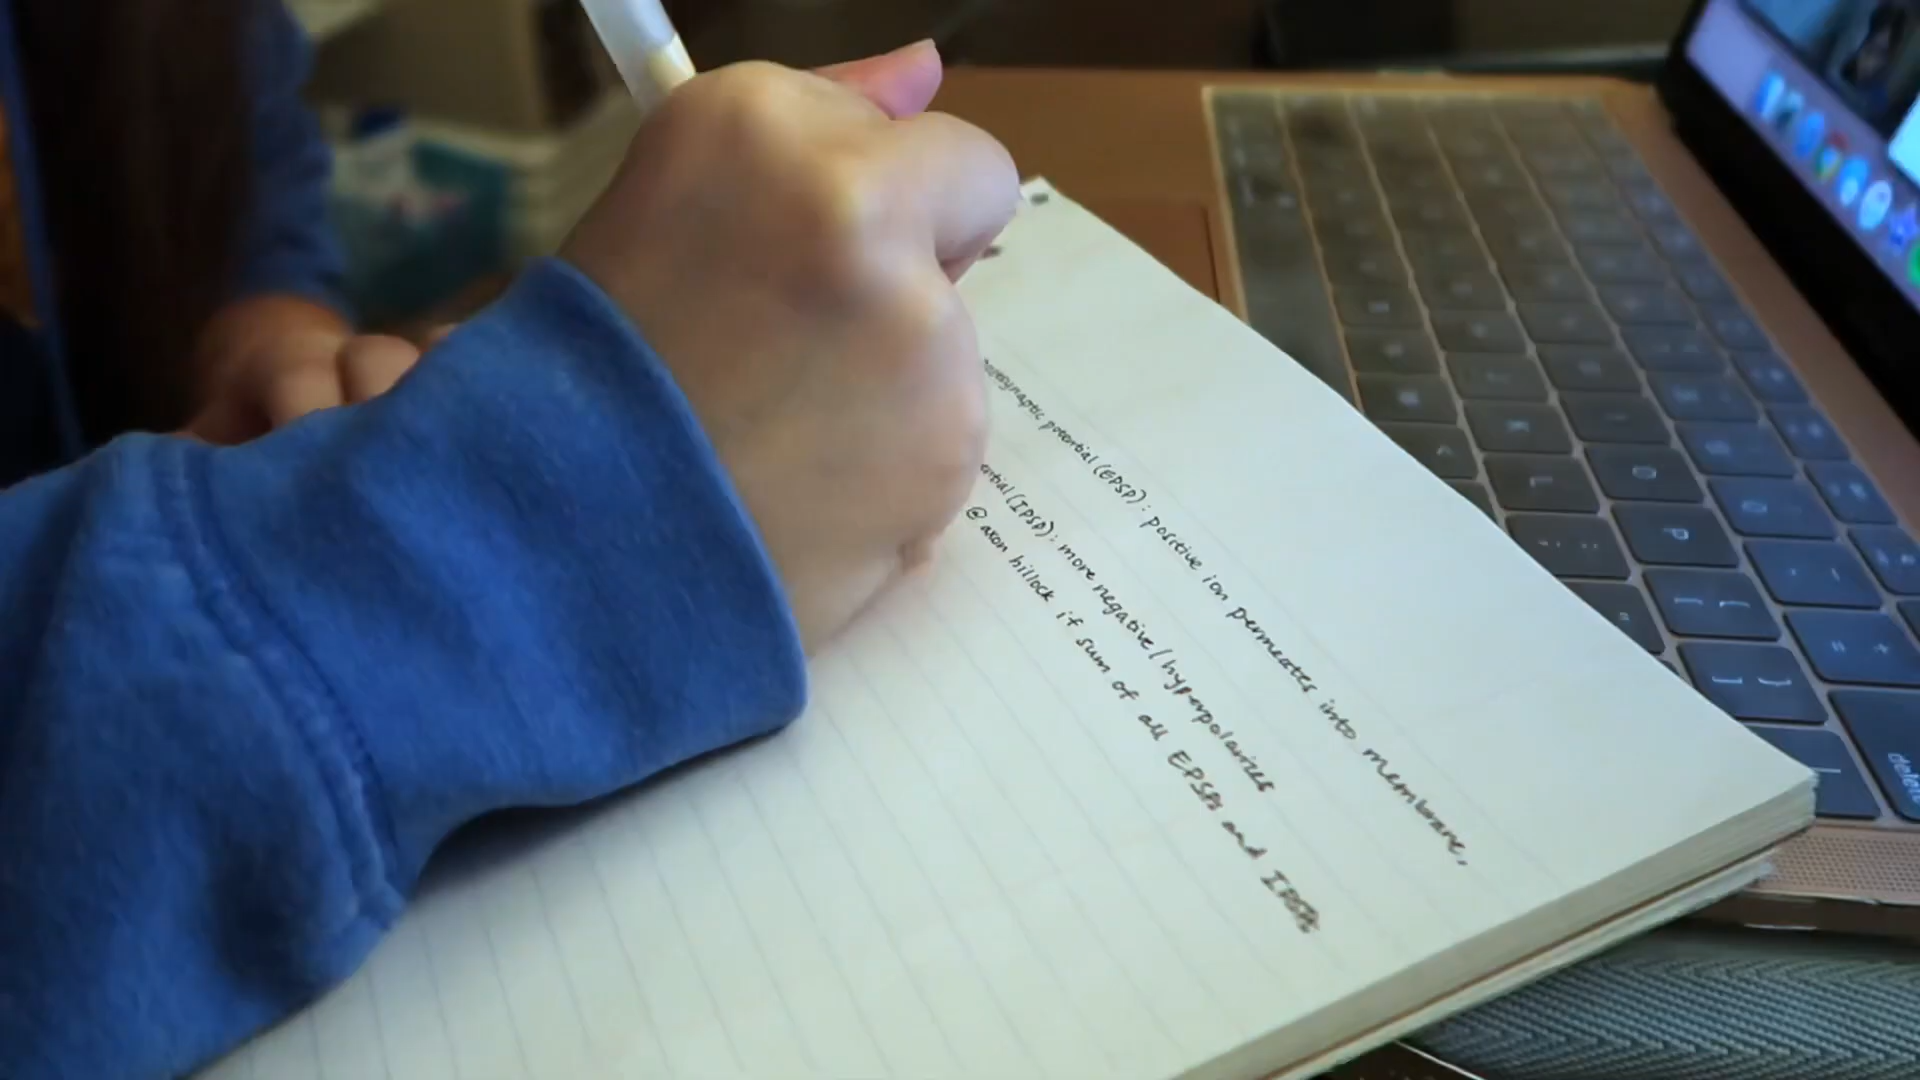 postsynaptic potential (EPSP): positive ion permeates into membrane,
ential (IPSP): more negative/hyperpolarizes
@ axon hillock if sum of all EPSPs and IPSPs
delete